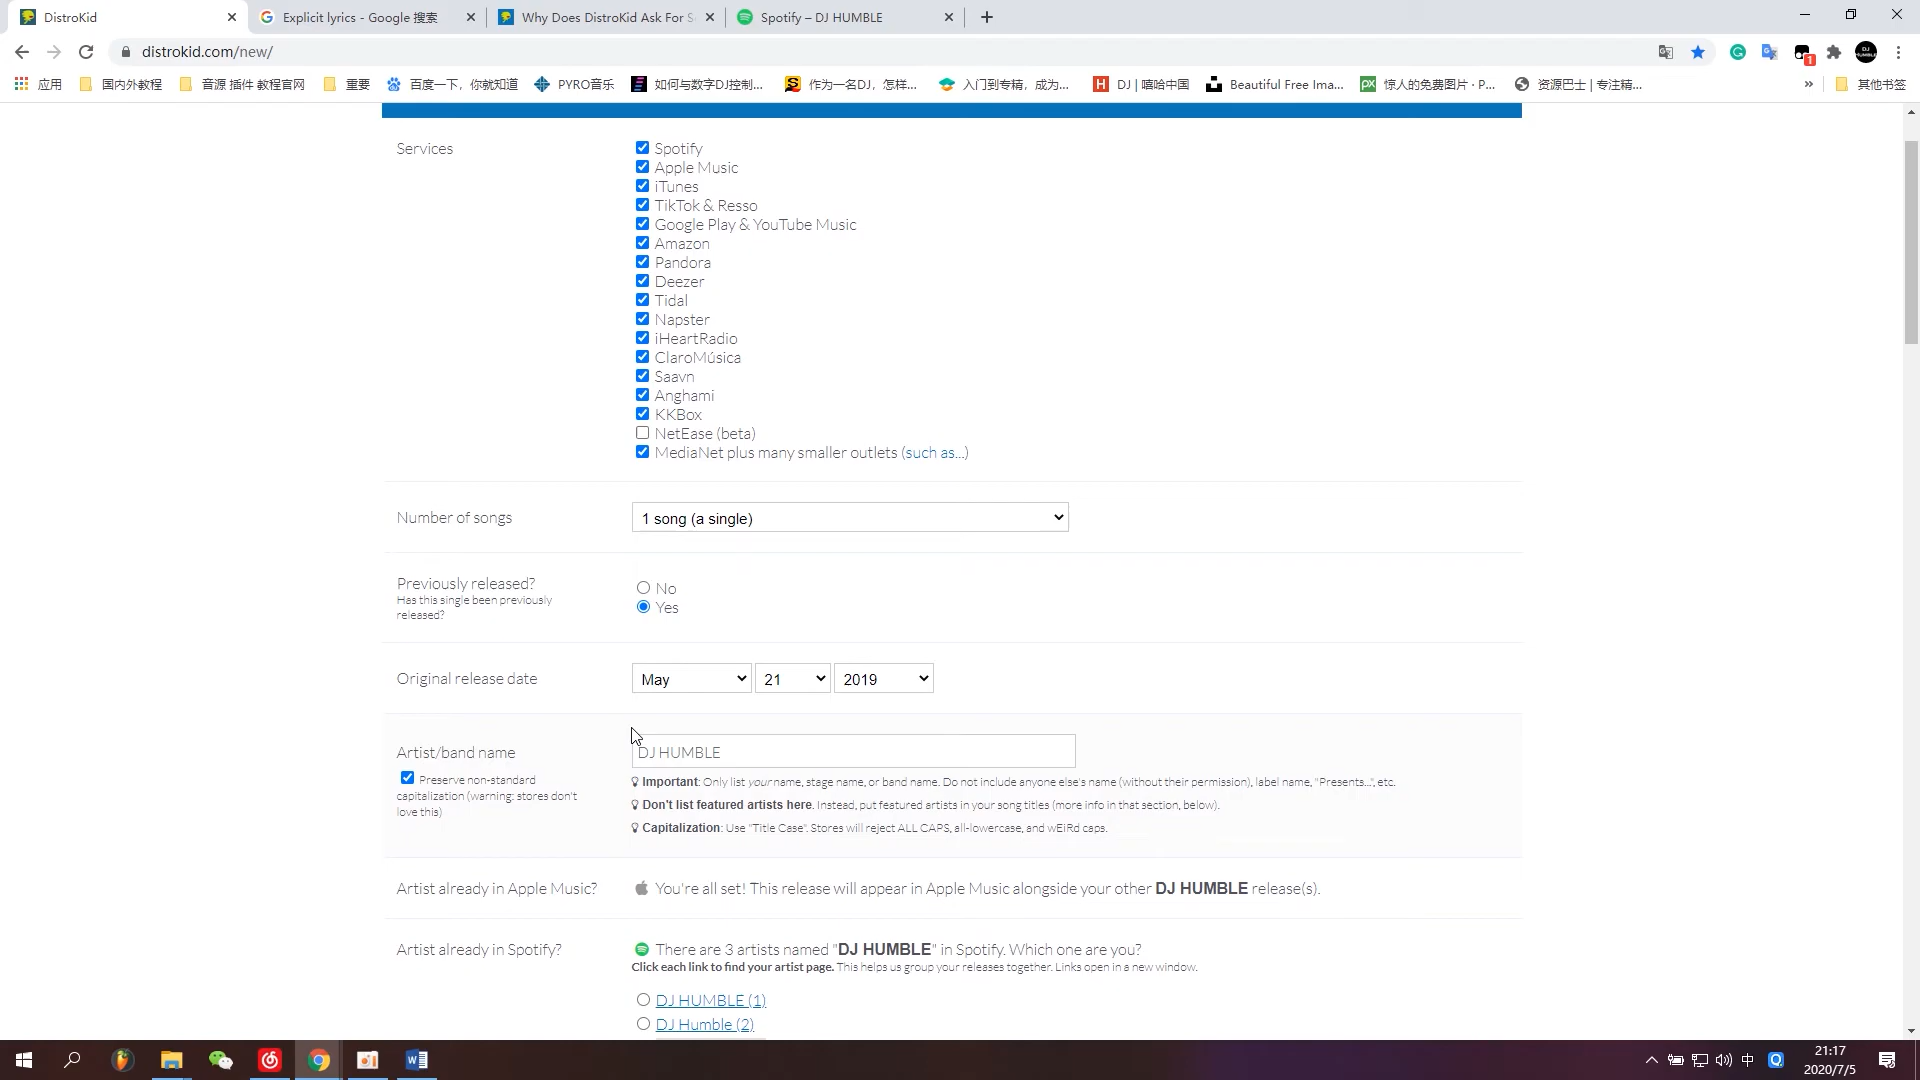 DistroKid
Explicit lyrics - Google 搜索
Why Does DistroKid Ask For S
Spotify – DJ HUMBLE
distrokid.com/new/
1
应用
国内外教程
音源 插件 教程官网
重要
百度一下，你就知道
PYRO音乐
如何与数字DJ控制...
作为一名DJ，怎样...
入门到专精，成为...
DJ | 嘻哈中国
Beautiful Free Ima...
惊人的免费图片 · P...
资源巴士 | 专注精...
»
其他书签
Services
Spotify
Apple Music
iTunes
TikTok & Resso
Google Play & YouTube Music
Amazon
Pandora
Deezer
Tidal
Napster
iHeartRadio
ClaroMúsica
Saavn
Anghami
KKBox
NetEase (beta)
MediaNet plus many smaller outlets (such as...)
Number of songs
1 song (a single)
Previously released?
Has this single been previously
released?
No
Yes
Original release date
May
21
2019
Artist/band name
Preserve non-standard
capitalization (warning: stores don't
love this)
DJ HUMBLE
Important: Only list your name, stage name, or band name. Do not include anyone else's name (without their permission), label name, "Presents...", etc.
Don't list featured artists here. Instead, put featured artists in your song titles (more info in that section, below).
Capitalization: Use "Title Case". Stores will reject ALL CAPS, all-lowercase, and wEiRd caps.
Artist already in Apple Music?
You're all set! This release will appear in Apple Music alongside your other DJ HUMBLE release(s).
Artist already in Spotify?
There are 3 artists named "DJ HUMBLE" in Spotify. Which one are you?
Click each link to find your artist page. This helps us group your releases together. Links open in a new window.
DJ HUMBLE (1)
DJ Humble (2)
中
21:17
2020/7/5